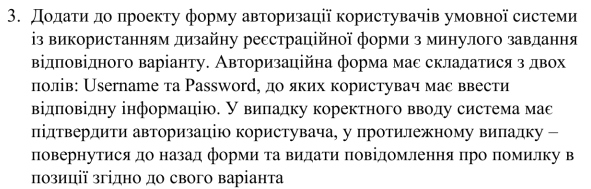 3. Додати до проекту форму авторизації користувачів умовної системи
із використанням дизайну реєстраційної форми з минулого завдання
відповідного варіанту. Авторизаційна форма має складатися з двох
полів: Username та Password, до яких користувач має ввести
відповідну інформацію. У випадку коректного вводу система має
підтвердити авторизацію користувача, у протилежному випадку –
повернутися до назад форми та видати повідомлення про помилку в
позиції згідно до свого варіанта